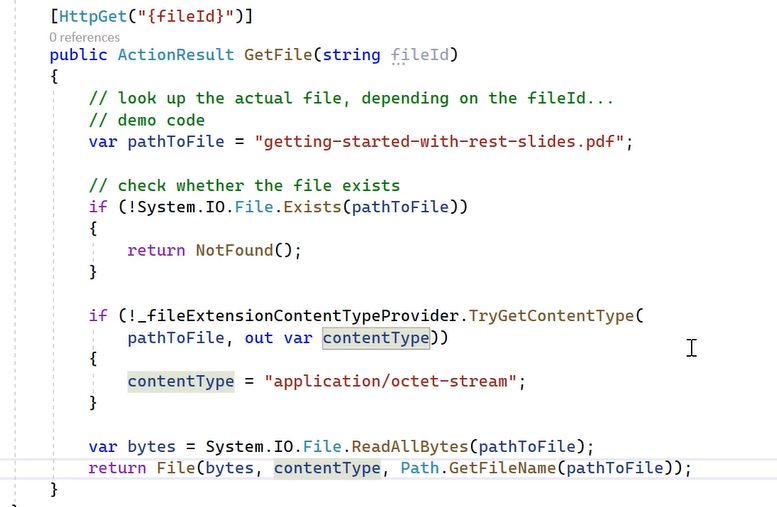 [HttpGet("{fileId}")]
0 references
public ActionResult GetFile(string fileId)
{
// look up the actual file, depending on the fileId...
// demo code
var pathToFile = "getting-started-with-rest-slides.pdf";
// check whether the file exists
if (!System.IO.File.Exists(pathToFile))
{
return NotFound();
}
if (!_fileExtensionContentTypeProvider.TryGetContentType(
pathToFile, out var contentType))
{
contentType = "application/octet-stream";
}
var bytes = System.IO.File.ReadAllBytes(pathToFile);
return File(bytes, contentType, Path.GetFileName(pathToFile));
}